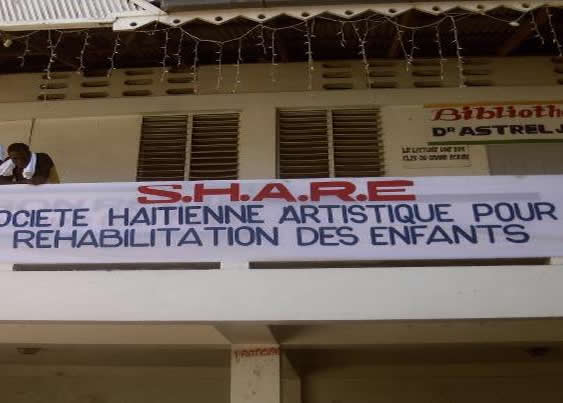 Biblioth
DR ASTREL J
S.H.A.R.E
OCIETE HAITIENNE ARTISTIQUE POUR
REHABILITATION DES ENFANTS